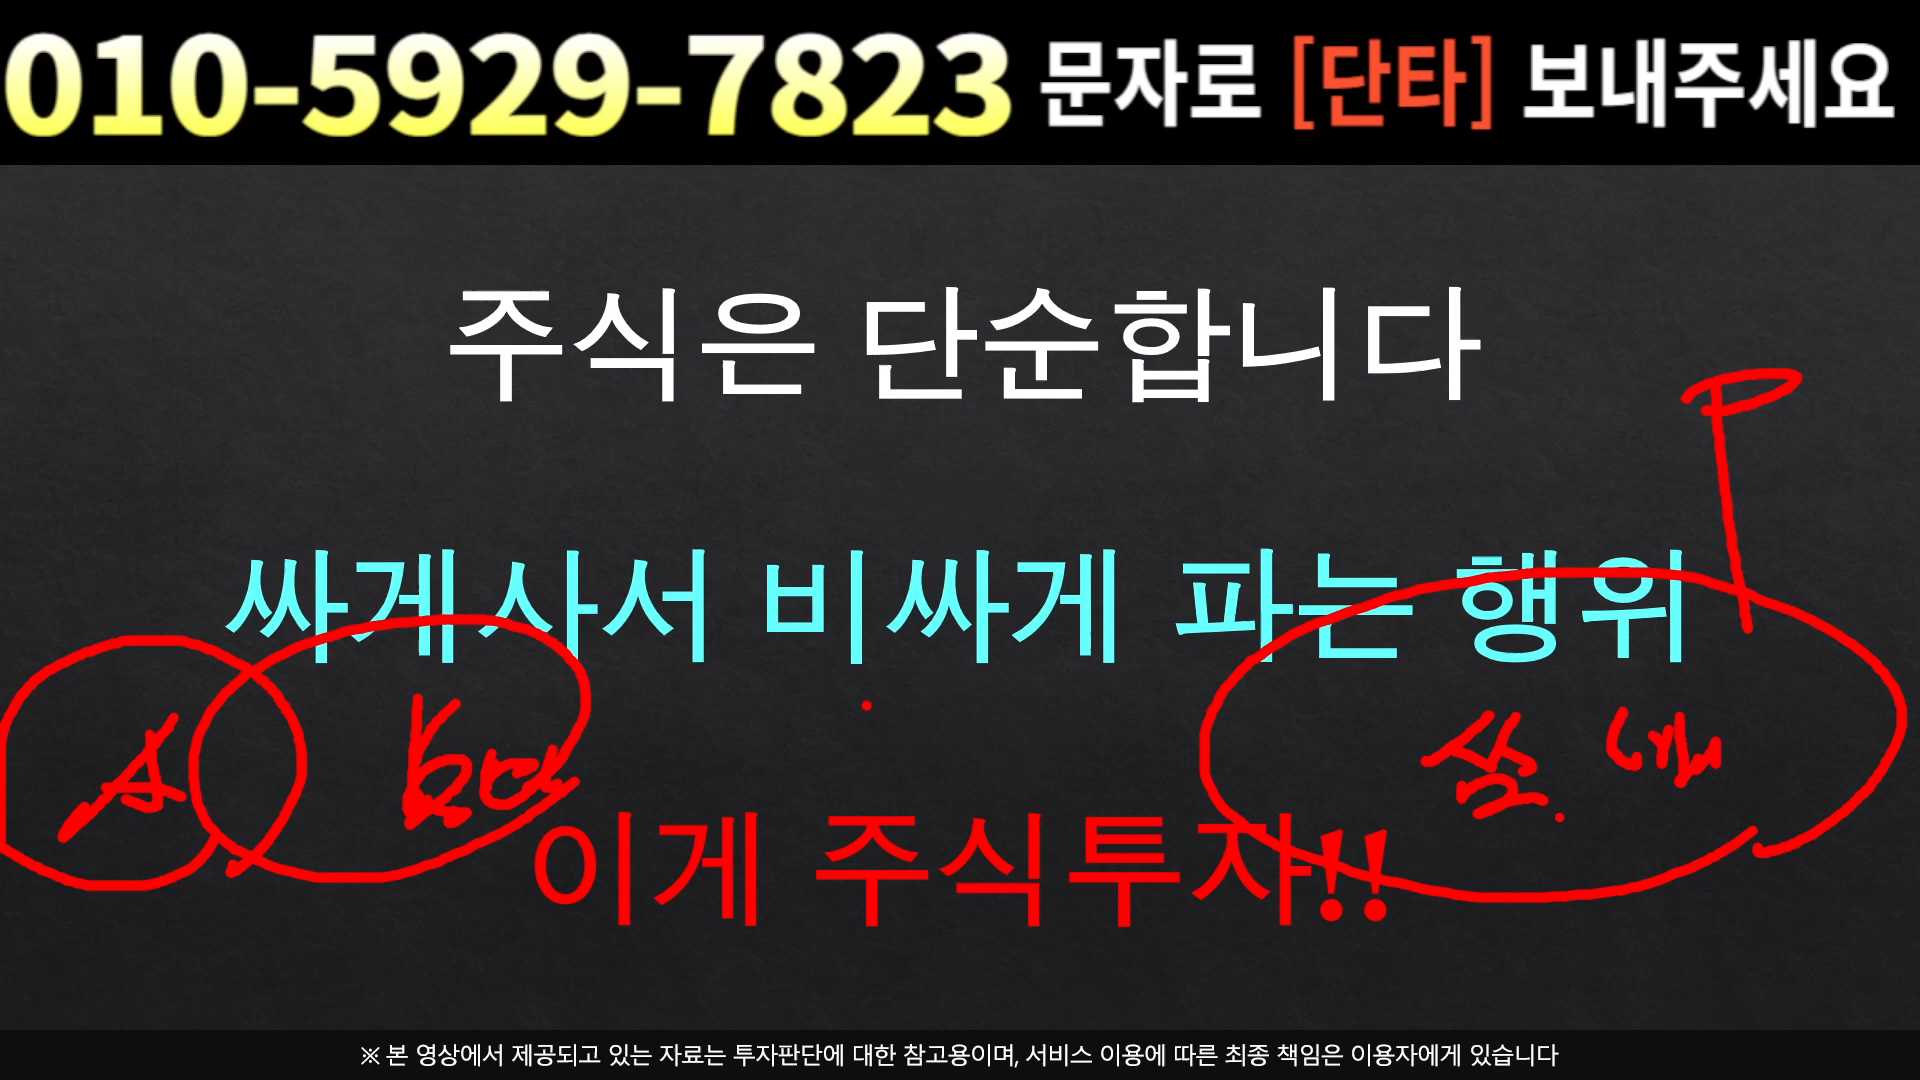 010-5929-7823 문자로 [단타] 보내주세요
주식은 단순합니다
싸게사서 비싸게 파는 행위
이게 주식투자!!
※ 본 영상에서 제공되고 있는 자료는 투자판단에 대한 참고용이며, 서비스 이용에 따른 최종 책임은 이용자에게 있습니다